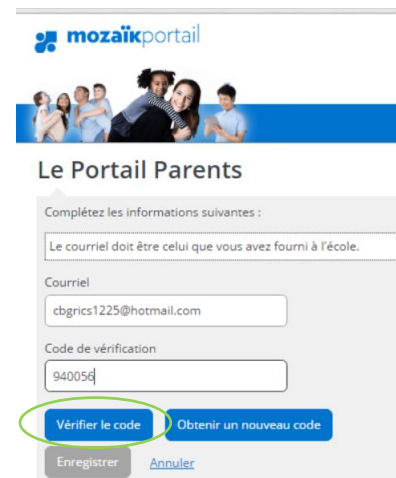 mozaïkportail
Le Portail Parents
Complétez les informations suivantes :
Le courriel doit être celui que vous avez fourni à l'école.
Courriel
cbgrics1225@hotmail.com
Code de vérification
940056
Vérifier le code Obtenir un nouveau code
Enregistrer Annuler